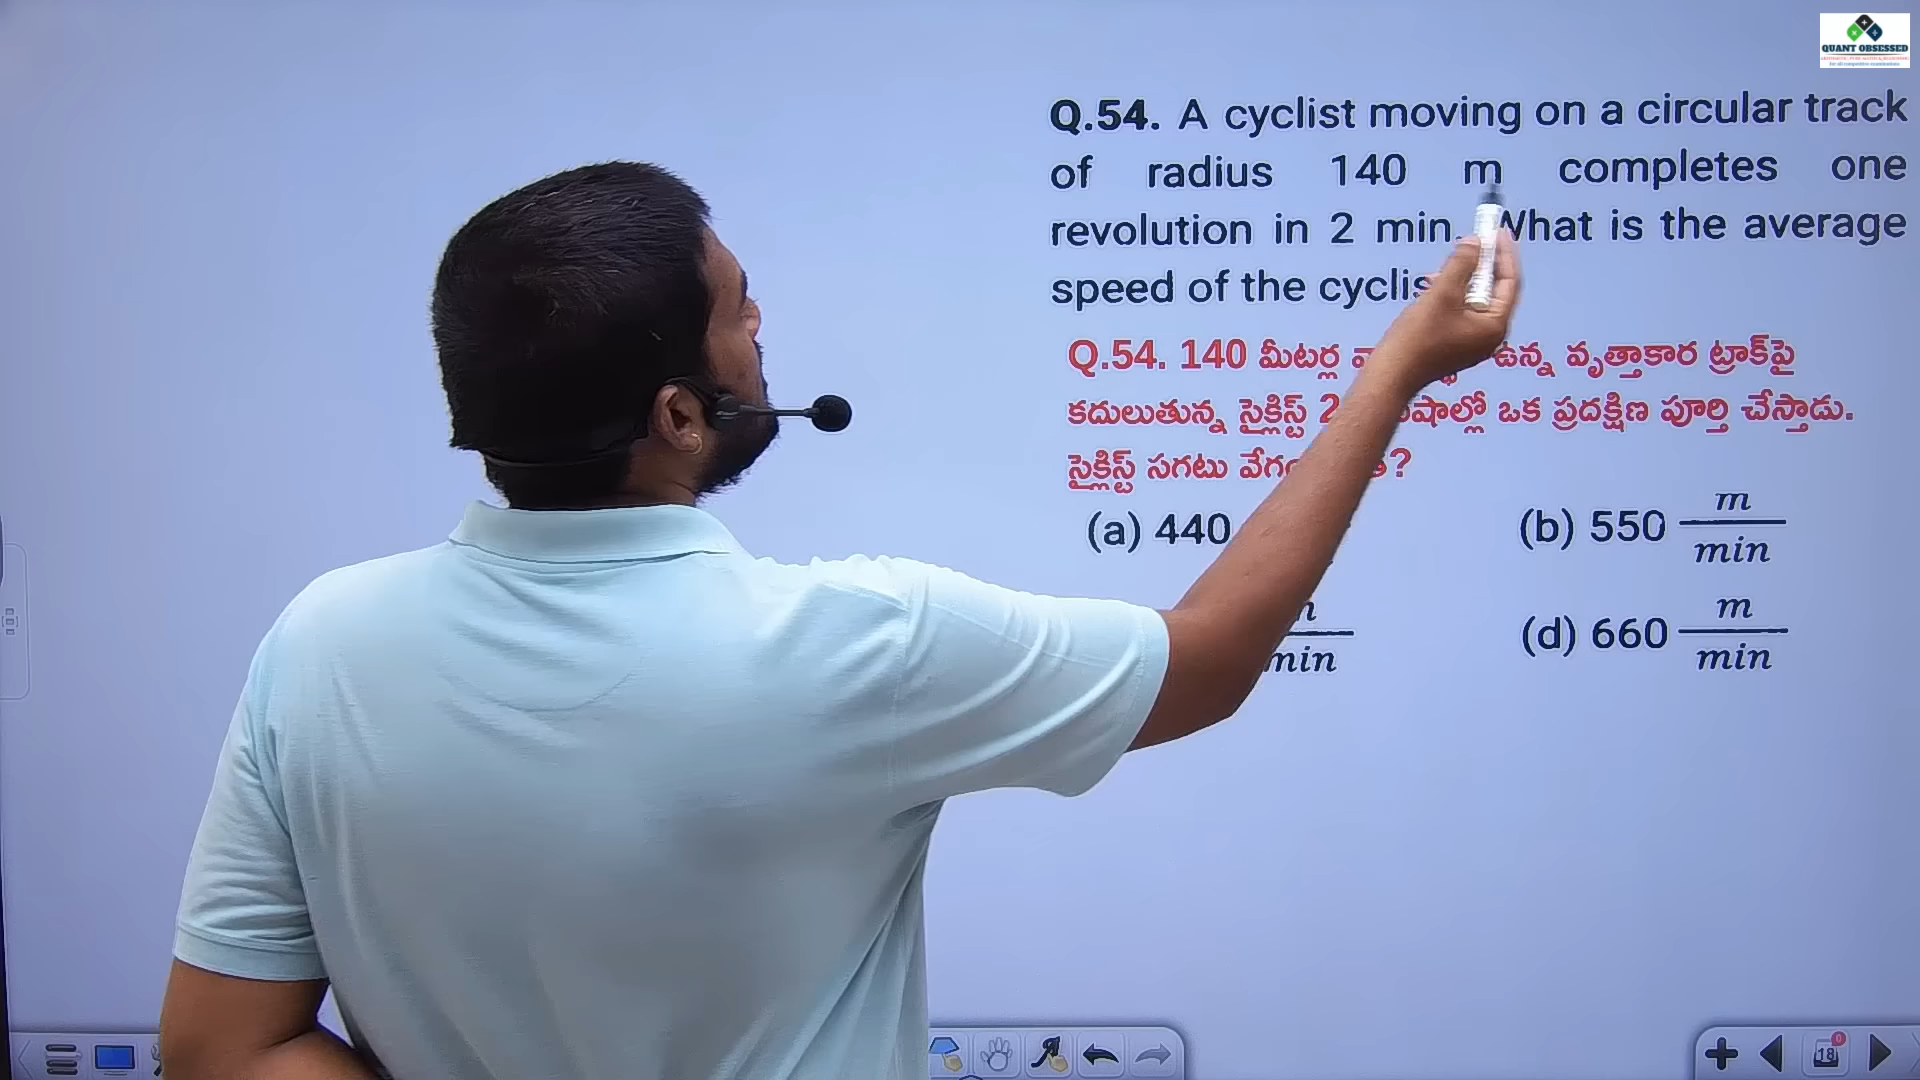 QUANT OBSESSED
Q.54. A cyclist moving on a circular track
of radius 140 m completes one
revolution in 2 min. What is the average
speed of the
Q.54. 140 మీటర్ల ఉన్న వృత్తాకార ట్రాక్‌పై
కదులుతున్న సైక్లిస్ట్ 2 ఒక ప్రదక్షిణ పూర్తి చేస్తాడు.
సైక్లిస్ట్ సగటు
(a) 440
(b) 550 m/min
min
(d) 660 m/min
18